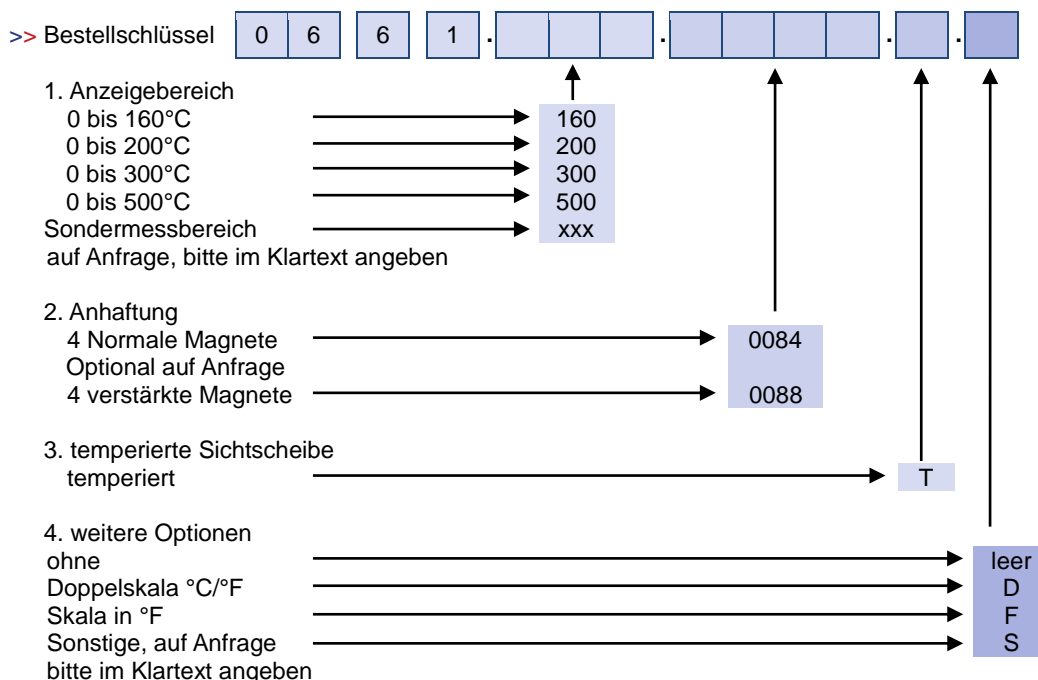 >> Bestellschlüssel 0 6 6 1 . . . .
1. Anzeigebereich
0 bis 160°C 160
0 bis 200°C 200
0 bis 300°C 300
0 bis 500°C 500
Sondermessbereich xxx
auf Anfrage, bitte im Klartext angeben
2. Anhaftung
4 Normale Magnete 0084
Optional auf Anfrage
4 verstärkte Magnete 0088
3. temperierte Sichtscheibe
temperiert T
4. weitere Optionen
ohne leer
Doppelskala °C/°F D
Skala in °F F
Sonstige, auf Anfrage S
bitte im Klartext angeben